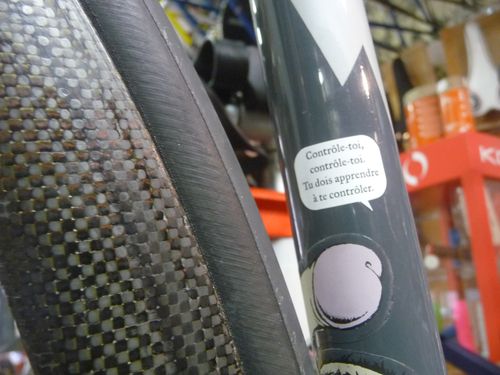 Contrôle-toi,
contrôle-toi.
Tu dois apprendre
à te contrôler.